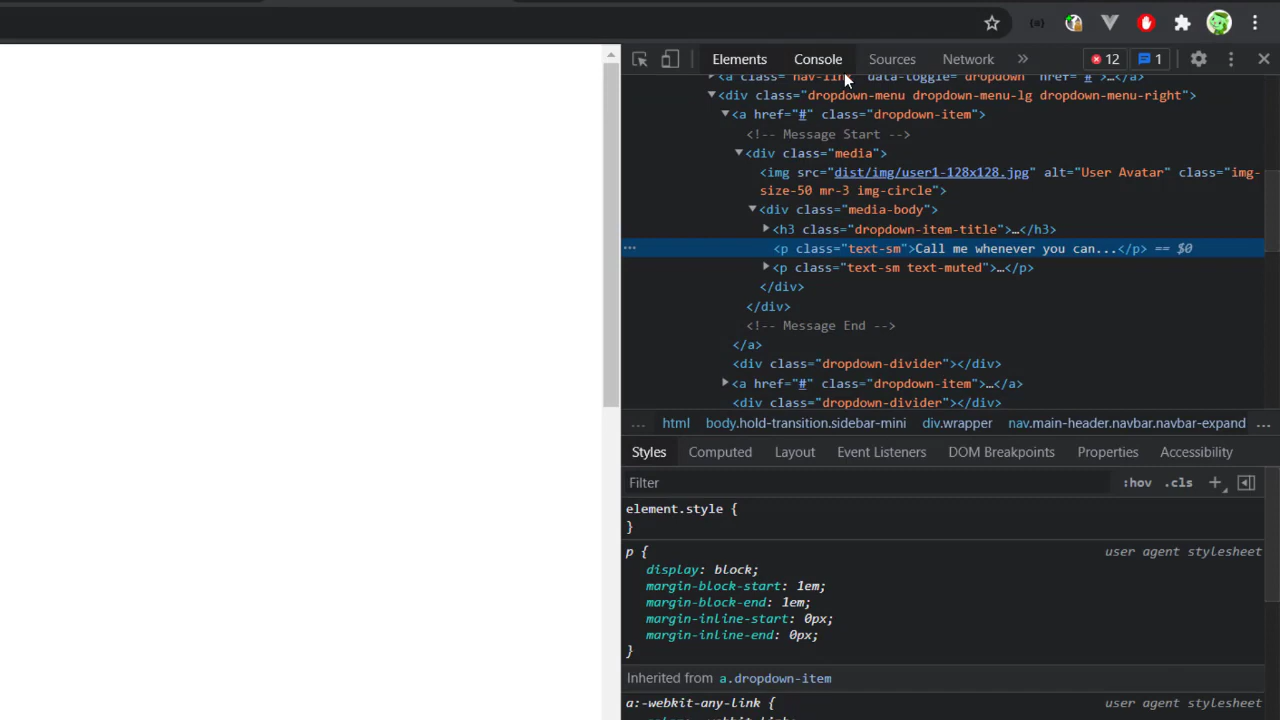 Elements Console Sources Network » 12 1
<a class="nav-link" data-toggle="dropdown" href="#">…</a>
<div class="dropdown-menu dropdown-menu-lg dropdown-menu-right">
<a href="#" class="dropdown-item">
<!-- Message Start -->
<div class="media">
<img src="dist/img/user1-128x128.jpg" alt="User Avatar" class="img-
size-50 mr-3 img-circle">
<div class="media-body">
<h3 class="dropdown-item-title">…</h3>
… <p class="text-sm">Call me whenever you can...</p> == $0
<p class="text-sm text-muted">…</p>
</div>
</div>
<!-- Message End -->
</a>
<div class="dropdown-divider"></div>
<a href="#" class="dropdown-item">…</a>
<div class="dropdown-divider"></div>
… html body.hold-transition.sidebar-mini div.wrapper nav.main-header.navbar.navbar-expand …
Styles Computed Layout Event Listeners DOM Breakpoints Properties Accessibility
Filter :hov .cls +
element.style {
}
p { user agent stylesheet
display: block;
margin-block-start: 1em;
margin-block-end: 1em;
margin-inline-start: 0px;
margin-inline-end: 0px;
}
Inherited from a.dropdown-item
a:-webkit-any-link { user agent stylesheet